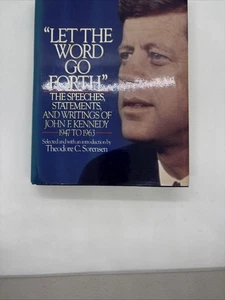 "LET THE
WORD
GO
FORTH"
THE SPEECHES,
STATEMENTS,
AND WRITINGS OF
JOHN F. KENNEDY
1947 TO 1963
Selected and with an introduction by
Theodore C. Sorensen